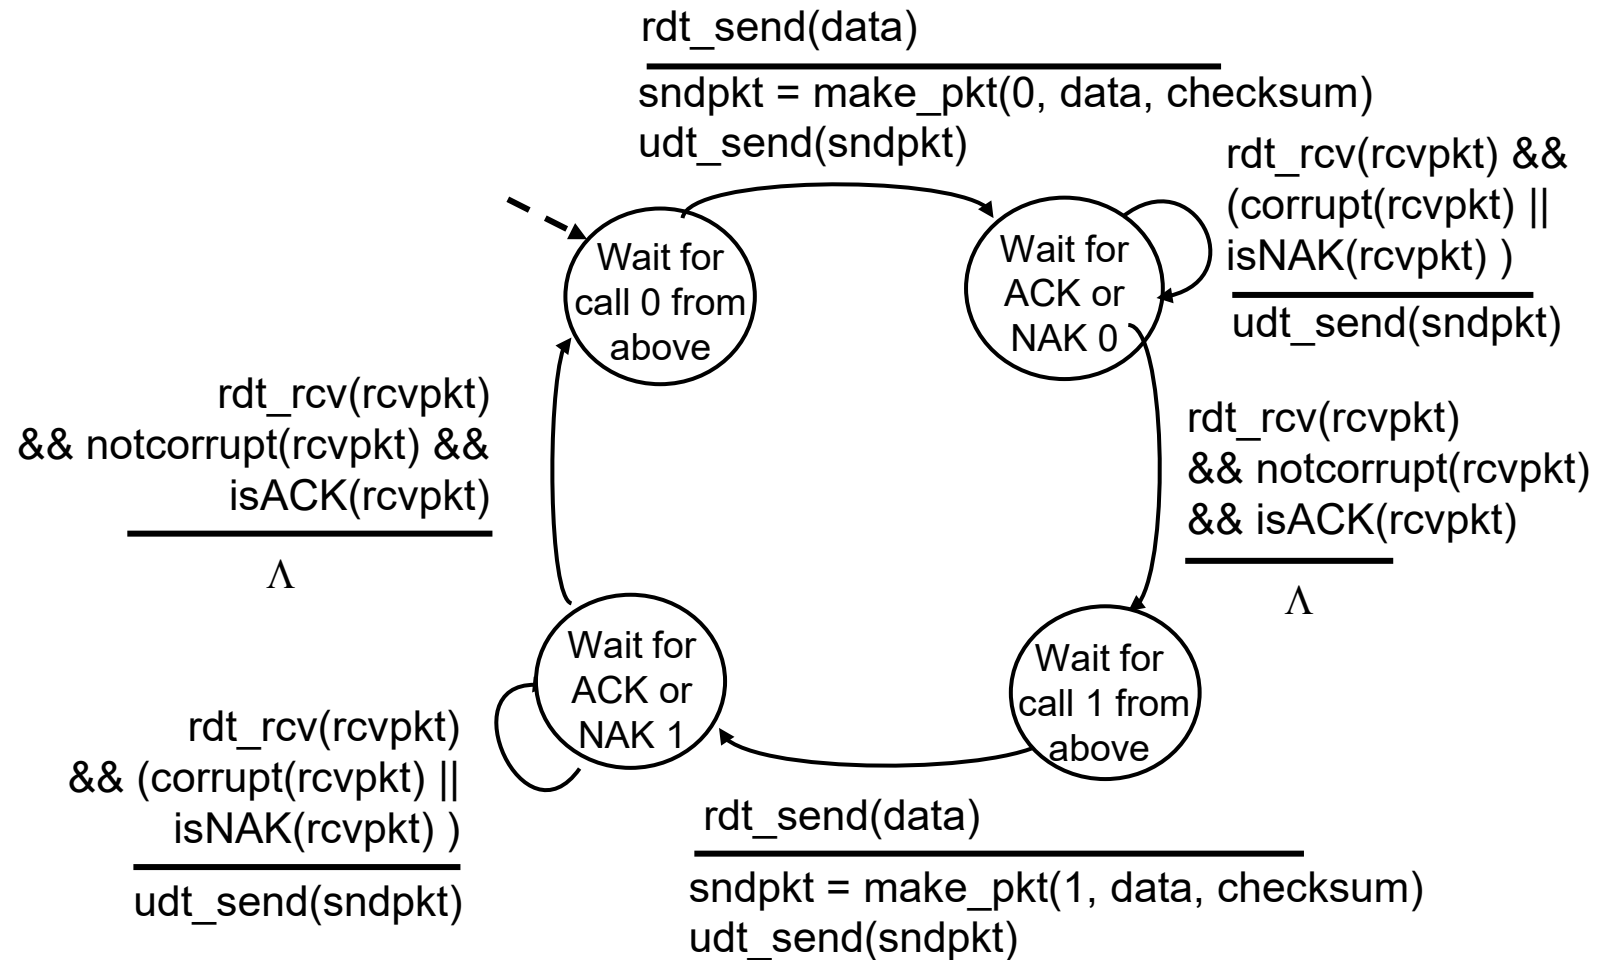 rdt_send(data)
sndpkt = make_pkt(0, data, checksum)
udt_send(sndpkt)
rdt_rcv(rcvpkt) &&
(corrupt(rcvpkt) ||
isNAK(rcvpkt) )
udt_send(sndpkt)
Wait for
call 0 from
above
Wait for
ACK or
NAK 0
rdt_rcv(rcvpkt)
&& notcorrupt(rcvpkt) &&
isACK(rcvpkt)
Λ
rdt_rcv(rcvpkt)
&& notcorrupt(rcvpkt)
&& isACK(rcvpkt)
Λ
Wait for
ACK or
NAK 1
Wait for
call 1 from
above
rdt_rcv(rcvpkt)
&& (corrupt(rcvpkt) ||
isNAK(rcvpkt) )
udt_send(sndpkt)
rdt_send(data)
sndpkt = make_pkt(1, data, checksum)
udt_send(sndpkt)